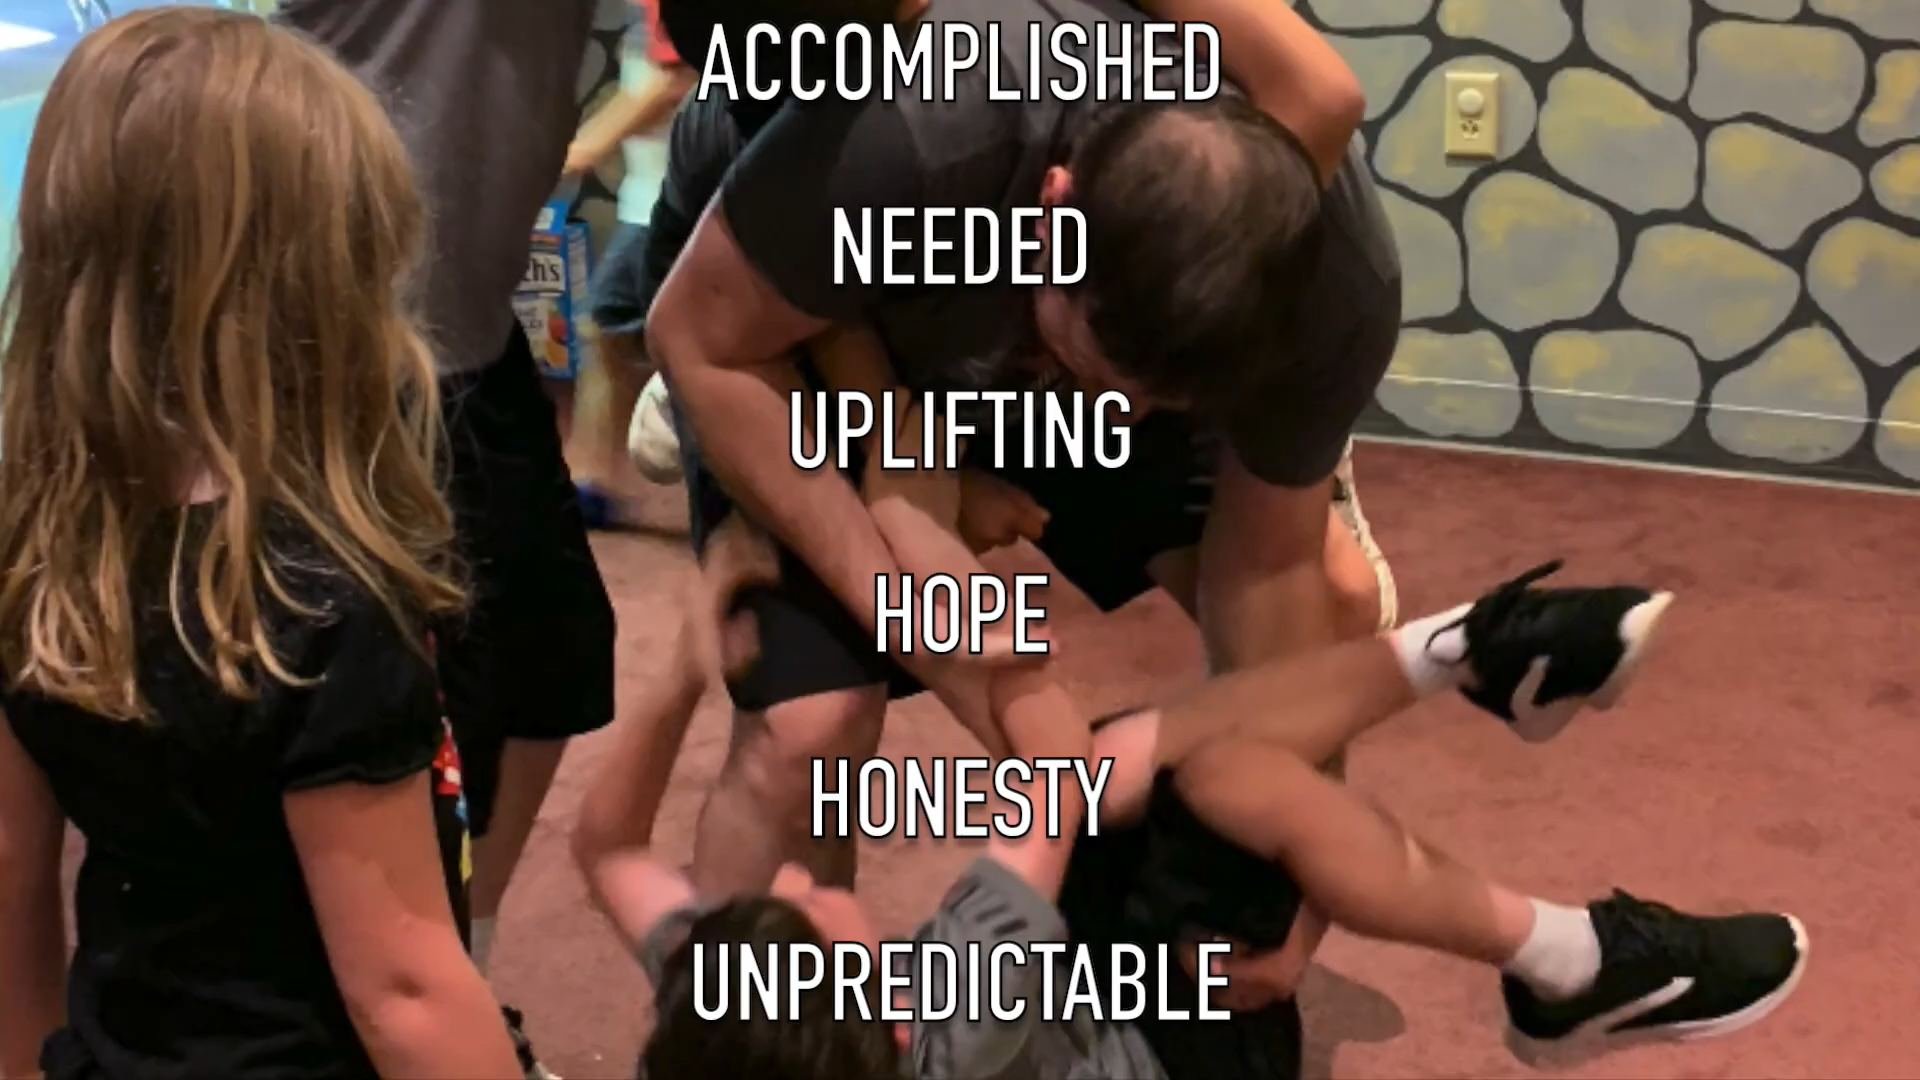 ACCOMPLISHED
NEEDED
UPLIFTING
HOPE
HONESTY
UNPREDICTABLE